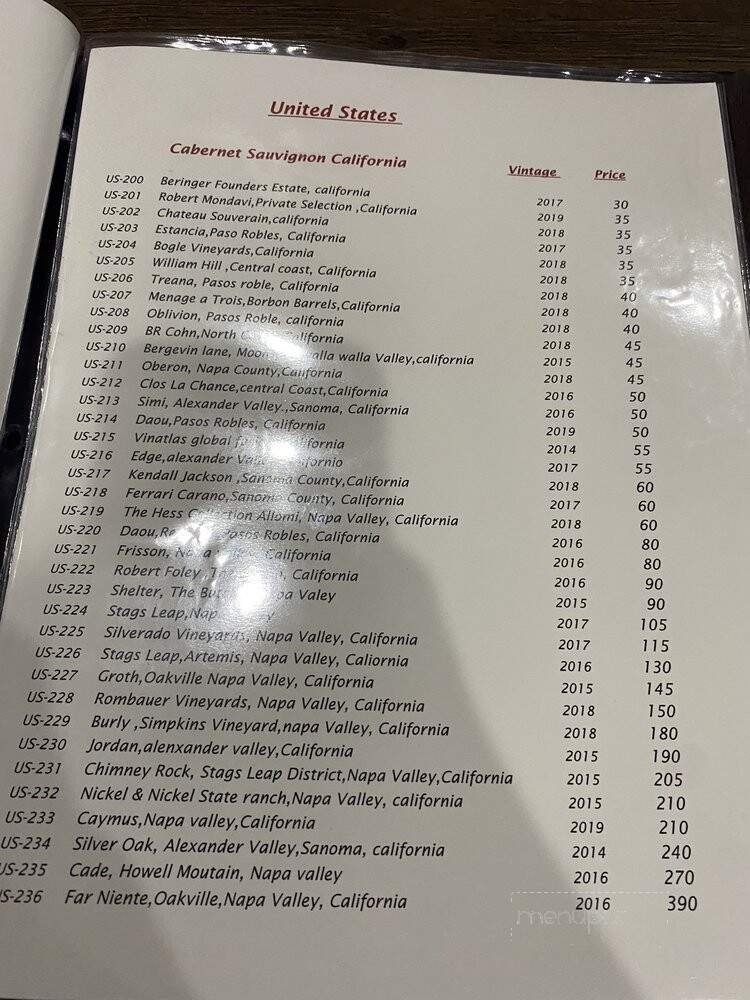 United States
Cabernet Sauvignon California Vintage Price
US-200 Beringer Founders Estate, california 2017 30
US-201 Robert Mondavi,Private Selection ,California 2019 35
US-202 Chateau Souverain,california 2018 35
US-203 Estancia,Paso Robles, California 2017 35
US-204 Bogle Vineyards,California 2018 35
US-205 William Hill ,Central coast, California 2018 35
US-206 Treana, Pasos roble, California 2018 40
US-207 Menage a Trois,Borbon Barrels,California 2018 40
US-208 Oblivion, Pasos Roble, california 2018 40
US-209 BR Cohn,North California 2018 45
US-210 Bergevin lane, walla walla Valley,california 2015 45
US-211 Oberon, Napa County,California 2018 45
US-212 Clos La Chance,central Coast,California 2016 50
US-213 Simi, Alexander Valley.,Sanoma, California 2016 50
US-214 Daou,Pasos Robles, California 2019 50
US-215 Vinatlas global California 2014 55
US-216 Edge,alexander 2017 55
US-217 Kendall Jackson ,Sanoma County,California 2018 60
US-218 Ferrari Carano,Sanoma County, California 2017 60
US-219 The Hess Collection Allomi, Napa Valley, California 2018 60
US-220 Daou, Pasos Robles, California 2016 80
US-221 Frisson, California 2016 80
US-222 Robert Foley , California 2016 90
US-223 Shelter, The Napa Valey 2015 90
US-224 Stags Leap,Nap 2017 105
US-225 Silverado Vineyards, Napa Valley, California 2017 115
US-226 Stags Leap,Artemis, Napa Valley, Caliornia 2016 130
US-227 Groth,Oakville Napa Valley, California 2015 145
US-228 Rombauer Vineyards, Napa Valley, California 2018 150
US-229 Burly ,Simpkins Vineyard,napa Valley, California 2018 180
US-230 Jordan,alenxander valley,California 2015 190
US-231 Chimney Rock, Stags Leap District,Napa Valley,California 2015 205
US-232 Nickel & Nickel State ranch,Napa Valley, california 2015 210
US-233 Caymus,Napa valley,California 2019 210
US-234 Silver Oak, Alexander Valley,Sanoma, california 2014 240
US-235 Cade, Howell Moutain, Napa valley 2016 270
US-236 Far Niente,Oakville,Napa Valley, California 2016 390